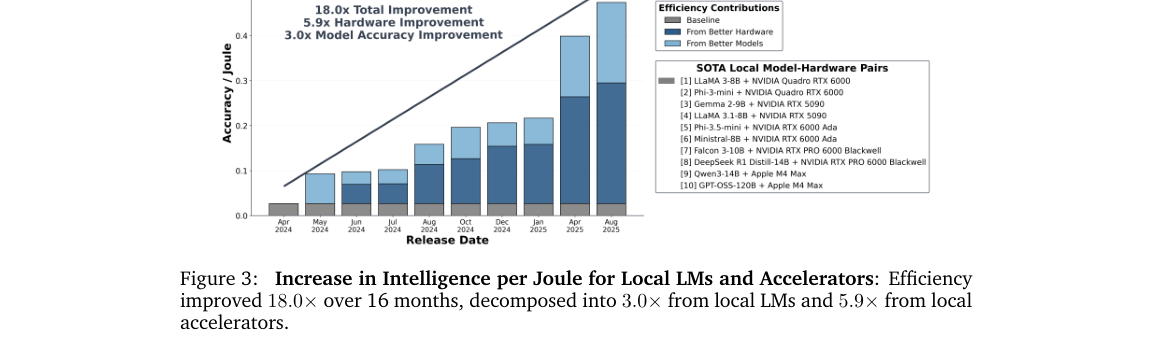 18.0x Total Improvement
5.9x Hardware Improvement
3.0x Model Accuracy Improvement
Accuracy / Joule
0.4
0.3
0.2
0.1
0.0
Apr 2024
May 2024
Jun 2024
Jul 2024
Aug 2024
Oct 2024
Dec 2024
Jan 2025
Apr 2025
Aug 2025
Release Date
Efficiency Contributions
Baseline
From Better Hardware
From Better Models
SOTA Local Model-Hardware Pairs
[1] LLaMA 3-8B + NVIDIA Quadro RTX 6000
[2] Phi-3-mini + NVIDIA Quadro RTX 6000
[3] Gemma 2-9B + NVIDIA RTX 5090
[4] LLaMA 3.1-8B + NVIDIA RTX 5090
[5] Phi-3.5-mini + NVIDIA RTX 6000 Ada
[6] Ministral-8B + NVIDIA RTX 6000 Ada
[7] Falcon 3-10B + NVIDIA RTX PRO 6000 Blackwell
[8] DeepSeek R1 Distill-14B + NVIDIA RTX PRO 6000 Blackwell
[9] Qwen3-14B + Apple M4 Max
[10] GPT-OSS-120B + Apple M4 Max
Figure 3: Increase in Intelligence per Joule for Local LMs and Accelerators: Efficiency
improved 18.0× over 16 months, decomposed into 3.0× from local LMs and 5.9× from local
accelerators.